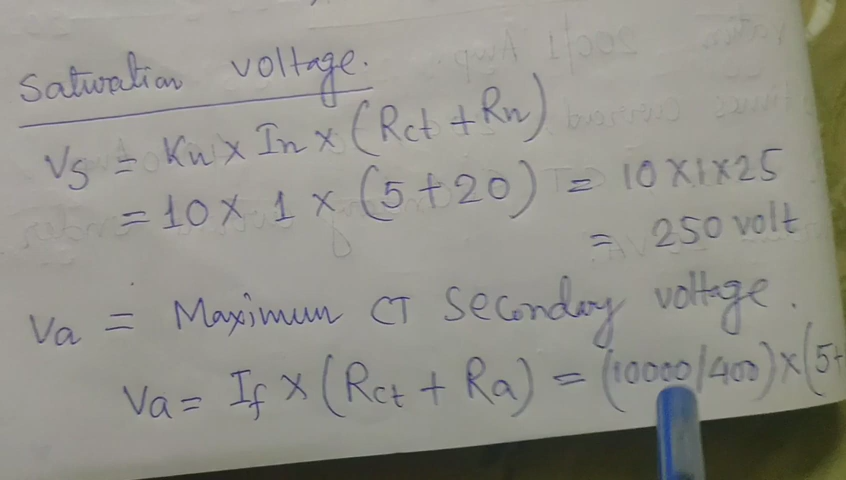 Saturation voltage.
Vs = Kn x In x (Rct + Rn)
= 10 x 1 x (5+20) = 10 x 1 x 25
= 250 volt
Va = Maximum CT Secondary voltage.
Va = If x (Rct + Ra) = (10000/400) x (5+